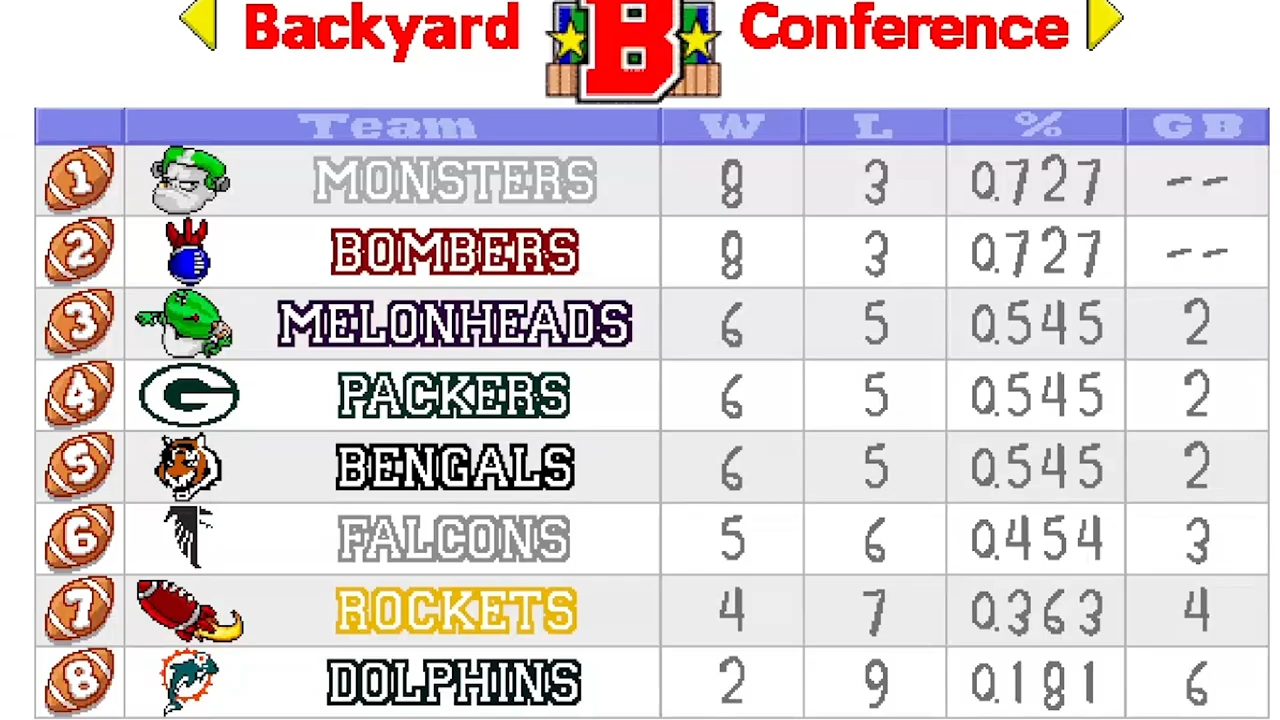 Backyard B Conference
Team W L % GB
1 MONSTERS 8 3 0.727 --
2 BOMBERS 8 3 0.727 --
3 MELONHEADS 6 5 0.545 2
4 G PACKERS 6 5 0.545 2
5 BENGALS 6 5 0.545 2
6 FALCONS 5 6 0.454 3
7 ROCKETS 4 7 0.363 4
8 DOLPHINS 2 9 0.181 6